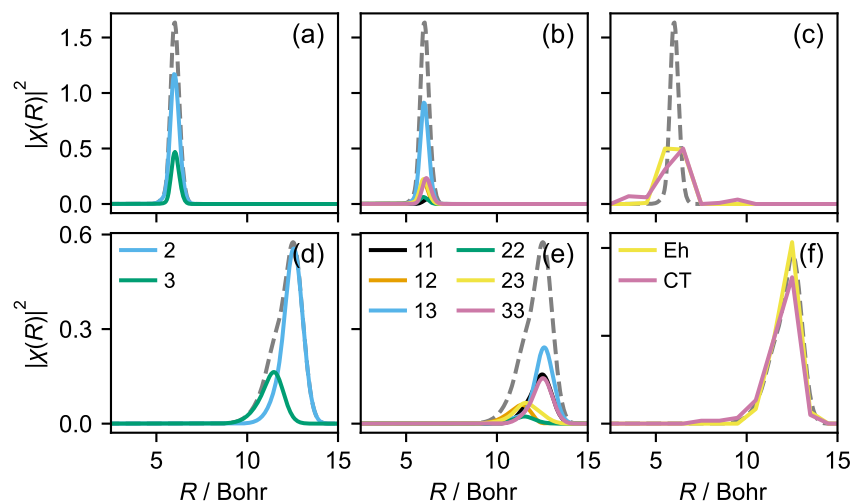 (a)
(b)
(c)
1.5
1.0
0.5
0.0
|χ(R)|²
(d)
(e)
(f)
2
3
11
12
13
22
23
33
Eh
CT
0.6
0.3
0.0
|χ(R)|²
5 10 15
5 10 15
5 10 15
R / Bohr
R / Bohr
R / Bohr